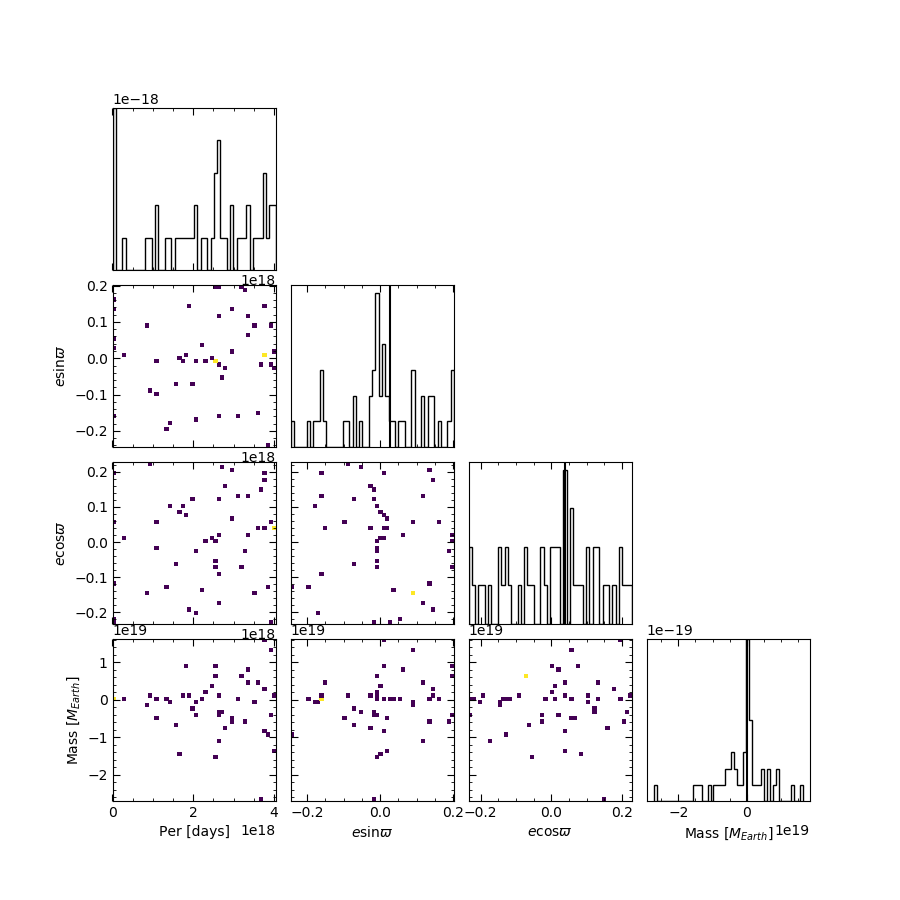 1e−18
1e18
0.2
0.1
0.0
−0.1
−0.2
esinϖ
1e18
0.2
0.1
0.0
−0.1
−0.2
ecosϖ
1e19 1e18 1e19 1e19 1e−19
1
0
−1
−2
Mass [M_Earth]
0 2 4 −0.2 0.0 0.2 −0.2 0.0 0.2 −2 0
Per [days] 1e18 esinϖ ecosϖ Mass [M_Earth] 1e19